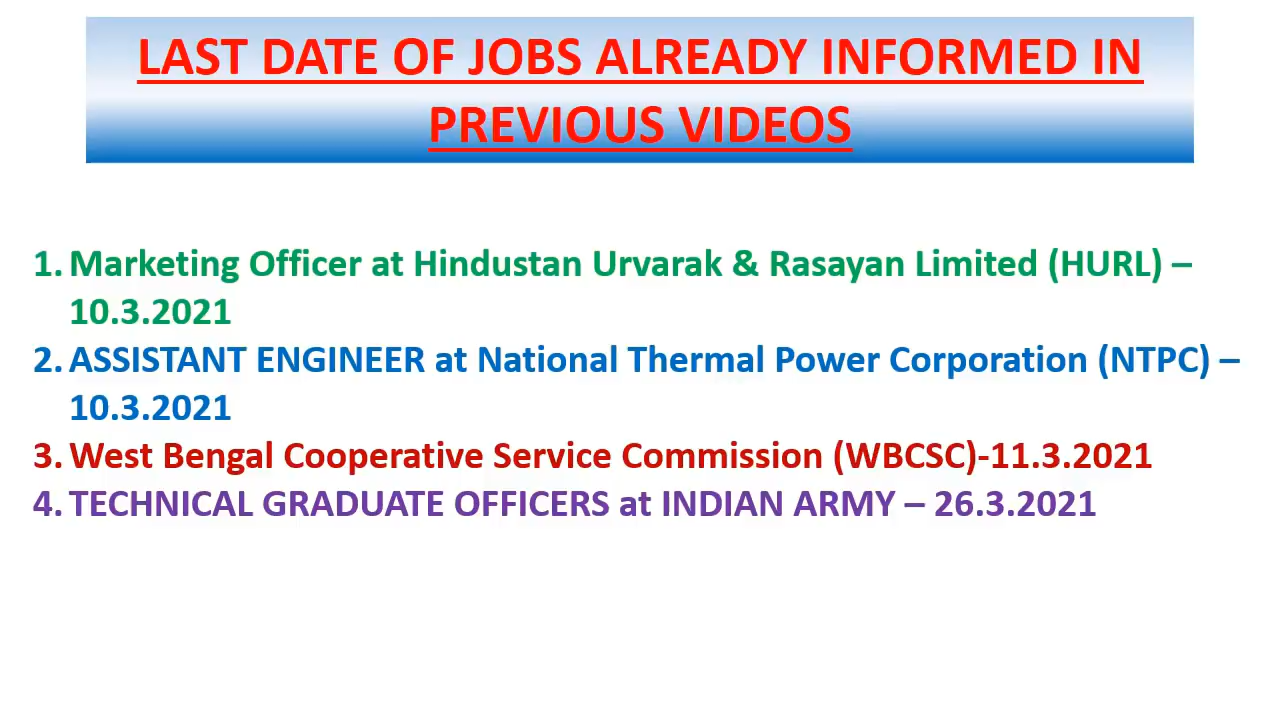 LAST DATE OF JOBS ALREADY INFORMED IN
PREVIOUS VIDEOS
1. Marketing Officer at Hindustan Urvarak & Rasayan Limited (HURL) –
10.3.2021
2. ASSISTANT ENGINEER at National Thermal Power Corporation (NTPC) –
10.3.2021
3. West Bengal Cooperative Service Commission (WBCSC)-11.3.2021
4. TECHNICAL GRADUATE OFFICERS at INDIAN ARMY – 26.3.2021